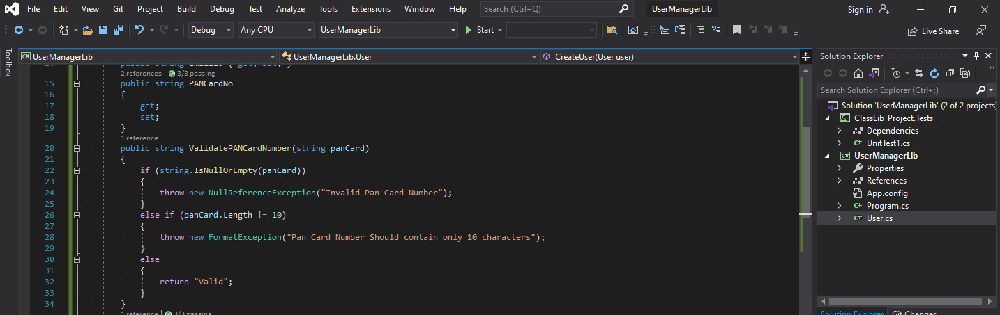 File Edit View Git Project Build Debug Test Analyze Tools Extensions Window Help Search (Ctrl+Q) UserManagerLib Sign in
Debug Any CPU UserManagerLib Start Live Share
Toolbox
UserManagerLib UserManagerLib.User CreateUser(User user)
public string EmailId { get; set; }
2 references | 3/3 passing
15 public string PANCardNo
16 {
17 get;
18 set;
19 }
1 reference
20 public string ValidatePANCardNumber(string panCard)
21 {
22 if (string.IsNullOrEmpty(panCard))
23 {
24 throw new NullReferenceException("Invalid Pan Card Number");
25 }
26 else if (panCard.Length != 10)
27 {
28 throw new FormatException("Pan Card Number Should contain only 10 characters");
29 }
30 else
31 {
32 return "Valid";
33 }
34 }
1 reference | 3/3 passing
Solution Explorer
Search Solution Explorer (Ctrl+;)
Solution 'UserManagerLib' (2 of 2 projects
ClassLib_Project.Tests
Dependencies
C# UnitTest1.cs
C# UserManagerLib
Properties
References
App.config
C# Program.cs
C# User.cs
Solution Explorer Git Changes